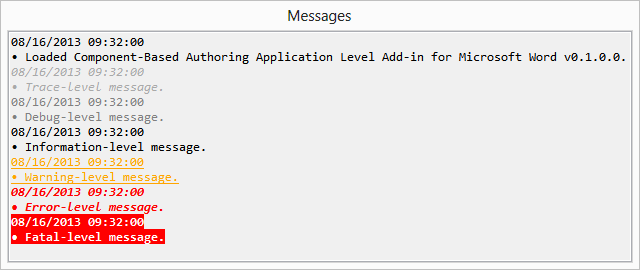 Messages
08/16/2013 09:32:00
• Loaded Component-Based Authoring Application Level Add-in for Microsoft Word v0.1.0.0.
08/16/2013 09:32:00
• Trace-level message.
08/16/2013 09:32:00
• Debug-level message.
08/16/2013 09:32:00
• Information-level message.
08/16/2013 09:32:00
• Warning-level message.
08/16/2013 09:32:00
• Error-level message.
08/16/2013 09:32:00
• Fatal-level message.